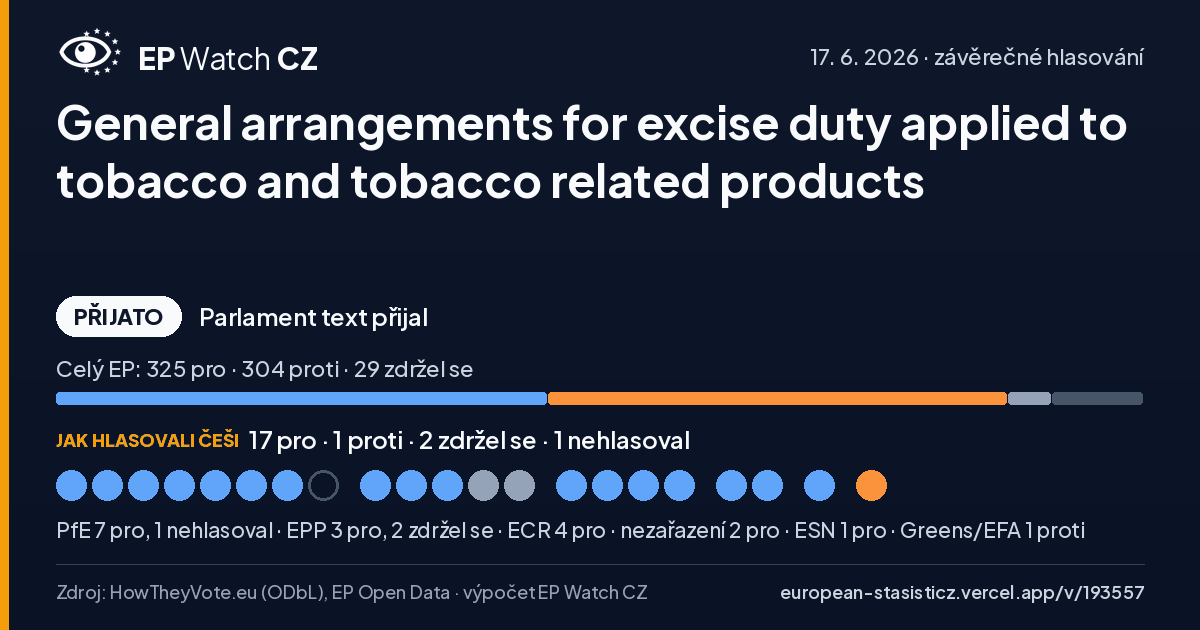 EP Watch CZ
17. 6. 2026 · závěrečné hlasování
General arrangements for excise duty applied to
tobacco and tobacco related products
PŘIJATO
Parlament text přijal
Celý EP: 325 pro · 304 proti · 29 zdržel se
JAK HLASOVALI ČEŠI 17 pro · 1 proti · 2 zdržel se · 1 nehlasoval
PfE 7 pro, 1 nehlasoval · EPP 3 pro, 2 zdržel se · ECR 4 pro · nezařazení 2 pro · ESN 1 pro · Greens/EFA 1 proti
Zdroj: HowTheyVote.eu (ODbL), EP Open Data · výpočet EP Watch CZ
european-stasisticz.vercel.app/v/193557